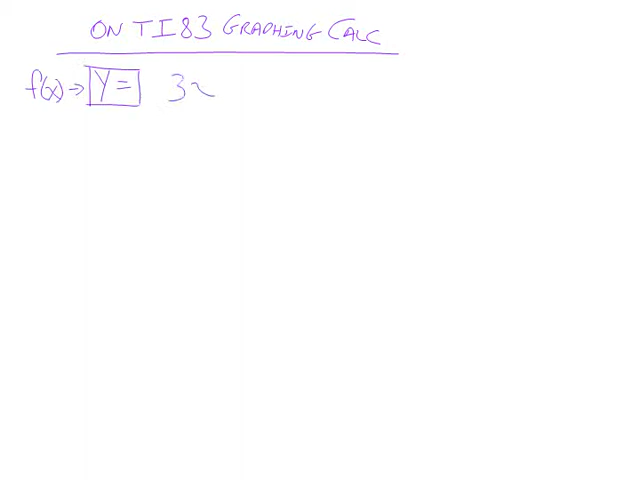 ON TI83 GRAPHING CALC
f(x) ⇒ Y = 3